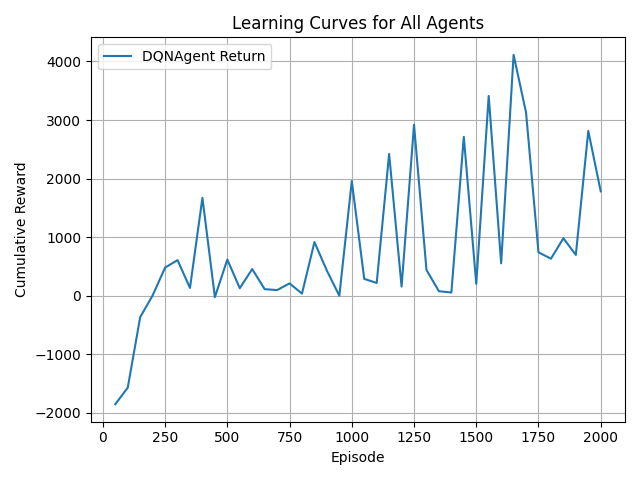 Learning Curves for All Agents
DQNAgent Return
Cumulative Reward
4000
3000
2000
1000
0
−1000
−2000
0 250 500 750 1000 1250 1500 1750 2000
Episode